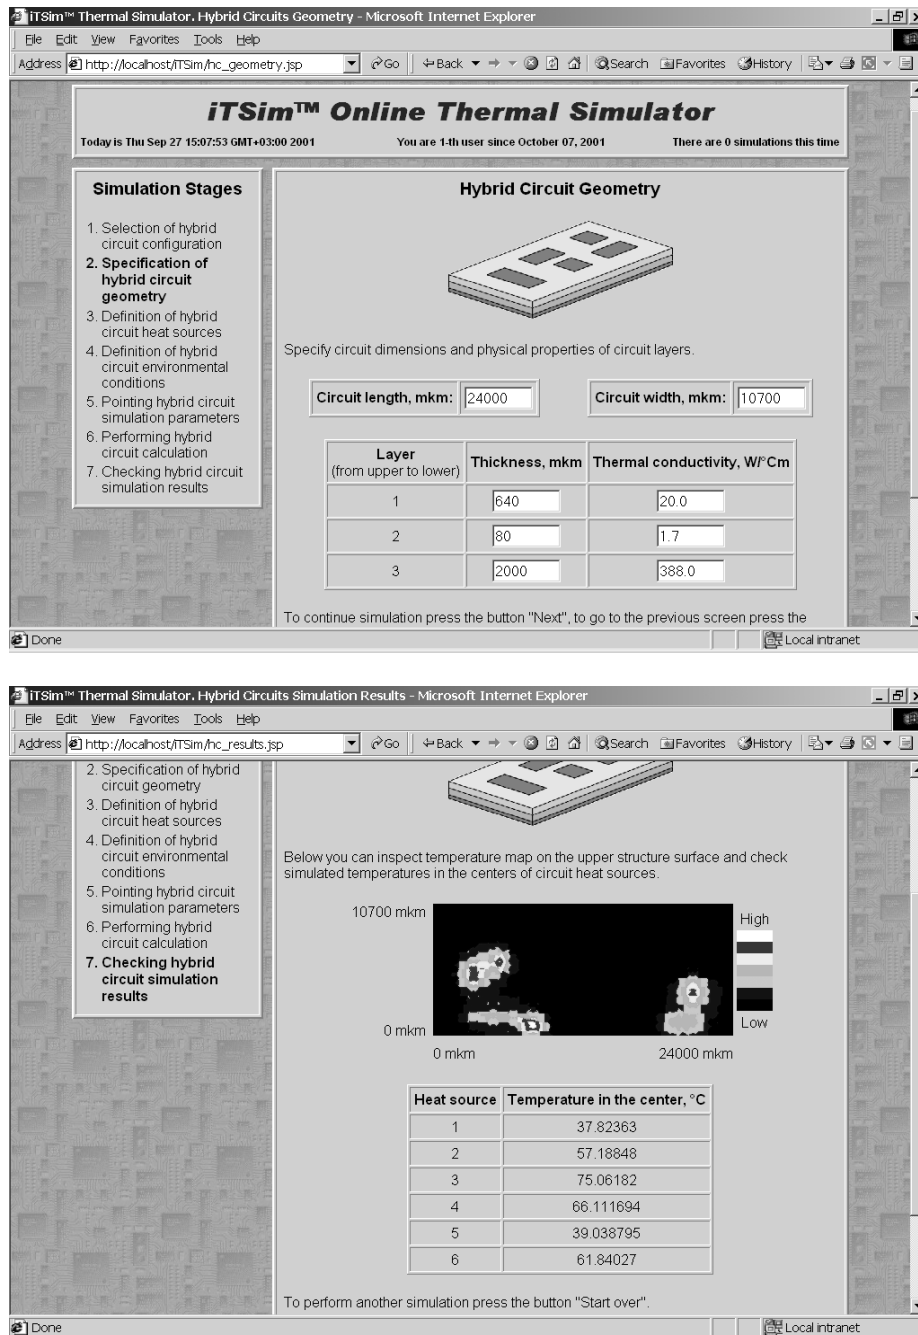 iTSim™ Thermal Simulator. Hybrid Circuits Geometry - Microsoft Internet Explorer
File Edit View Favorites Tools Help
Address http://localhost/iTSim/hc_geometry.jsp Go Back Search Favorites History
iTSim™ Online Thermal Simulator
Today is Thu Sep 27 15:07:53 GMT+03:00 2001 You are 1-th user since October 07, 2001 There are 0 simulations this time
Simulation Stages
1. Selection of hybrid
circuit configuration
2. Specification of
hybrid circuit
geometry
3. Definition of hybrid
circuit heat sources
4. Definition of hybrid
circuit environmental
conditions
5. Pointing hybrid circuit
simulation parameters
6. Performing hybrid
circuit calculation
7. Checking hybrid circuit
simulation results
Hybrid Circuit Geometry
Specify circuit dimensions and physical properties of circuit layers.
Circuit length, mkm: 24000 Circuit width, mkm: 10700
Layer
(from upper to lower) Thickness, mkm Thermal conductivity, W/°Cm
1 640 20.0
2 80 1.7
3 2000 388.0
To continue simulation press the button "Next", to go to the previous screen press the
Done Local intranet
iTSim™ Thermal Simulator. Hybrid Circuits Simulation Results - Microsoft Internet Explorer
File Edit View Favorites Tools Help
Address http://localhost/iTSim/hc_results.jsp Go Back Search Favorites History
2. Specification of hybrid
circuit geometry
3. Definition of hybrid
circuit heat sources
4. Definition of hybrid
circuit environmental
conditions
5. Pointing hybrid circuit
simulation parameters
6. Performing hybrid
circuit calculation
7. Checking hybrid
circuit simulation
results
Below you can inspect temperature map on the upper structure surface and check
simulated temperatures in the centers of circuit heat sources.
10700 mkm
High
0 mkm
Low
0 mkm 24000 mkm
Heat source Temperature in the center, °C
1 37.82363
2 57.18848
3 75.06182
4 66.111694
5 39.038795
6 61.84027
To perform another simulation press the button "Start over".
Done Local intranet